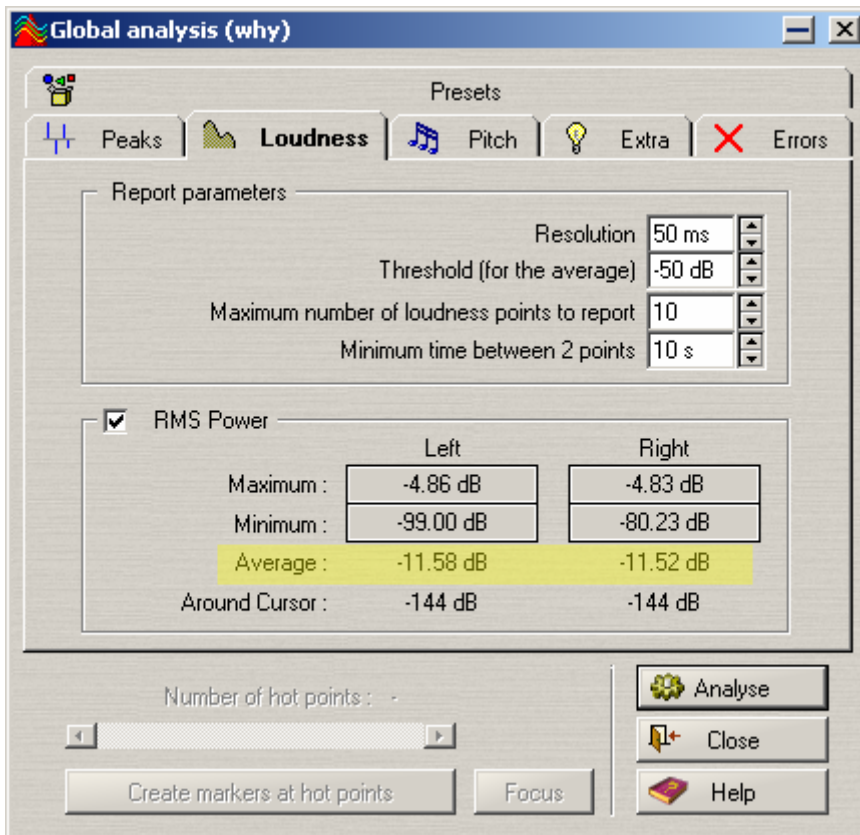 Global analysis (why)
Presets
Peaks Loudness Pitch Extra Errors
Report parameters
Resolution 50 ms
Threshold (for the average) -50 dB
Maximum number of loudness points to report 10
Minimum time between 2 points 10 s
RMS Power
Left Right
Maximum : -4.86 dB -4.83 dB
Minimum : -99.00 dB -80.23 dB
Average : -11.58 dB -11.52 dB
Around Cursor : -144 dB -144 dB
Number of hot points : -
Analyse
Close
Create markers at hot points Focus Help